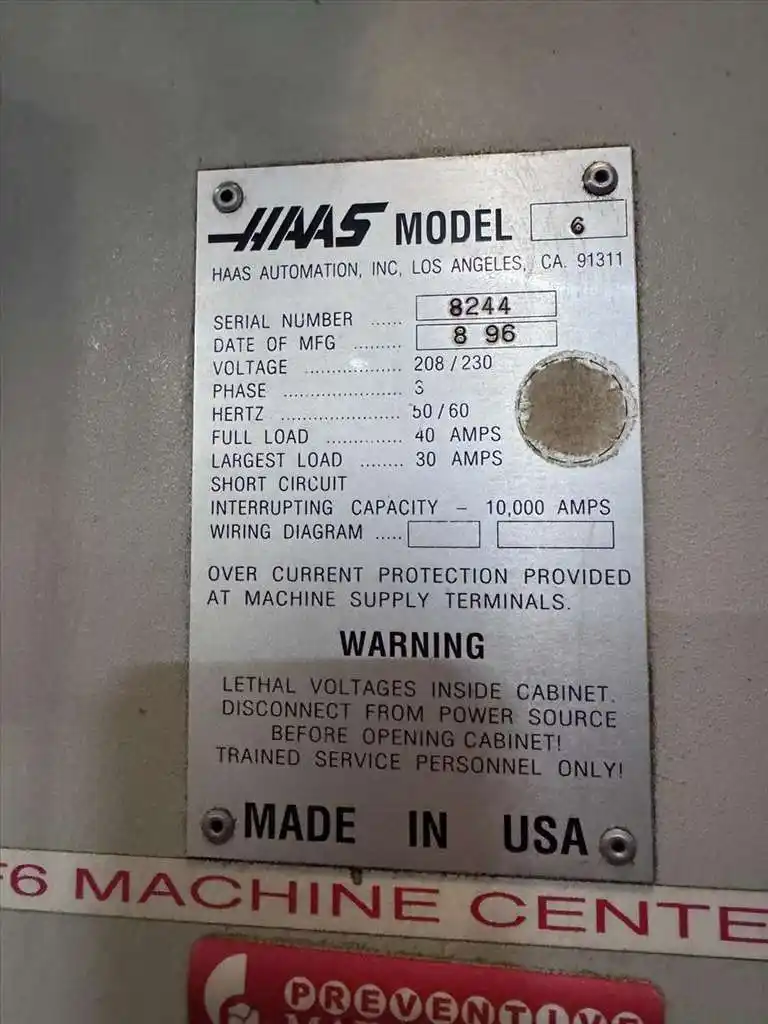 HAAS MODEL 6
HAAS AUTOMATION, INC, LOS ANGELES, CA. 91311
SERIAL NUMBER ...... 8244
DATE OF MFG ......... 8 96
VOLTAGE .................. 208 / 230
PHASE ...................... 3
HERTZ ...................... 50 / 60
FULL LOAD .............. 40 AMPS
LARGEST LOAD ........ 30 AMPS
SHORT CIRCUIT
INTERRUPTING CAPACITY – 10,000 AMPS
WIRING DIAGRAM .....
OVER CURRENT PROTECTION PROVIDED
AT MACHINE SUPPLY TERMINALS.
WARNING
LETHAL VOLTAGES INSIDE CABINET.
DISCONNECT FROM POWER SOURCE
BEFORE OPENING CABINET!
TRAINED SERVICE PERSONNEL ONLY!
MADE IN USA
6 MACHINE CENTE
PREVENTIVE